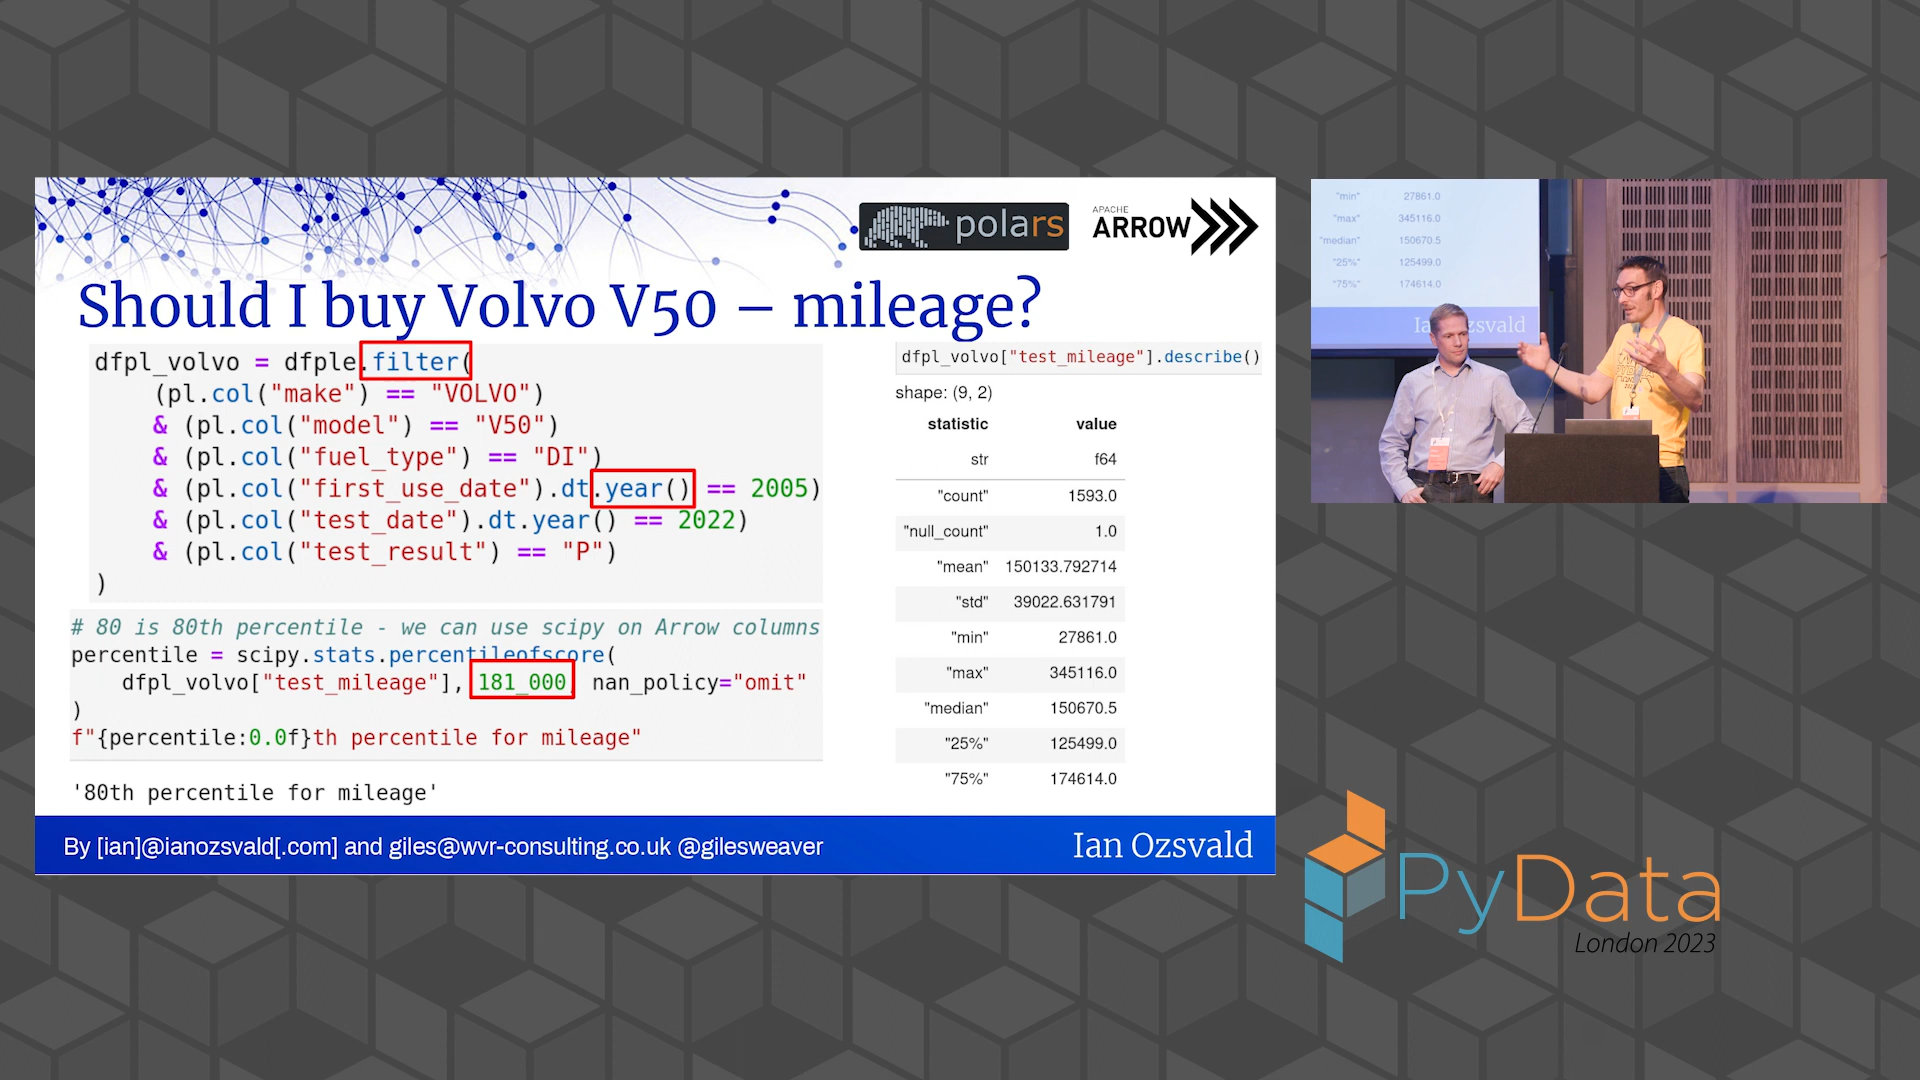 polars
APACHE
ARROW
Should I buy Volvo V50 – mileage?
dfpl_volvo = dfple.filter(
(pl.col("make") == "VOLVO")
& (pl.col("model") == "V50")
& (pl.col("fuel_type") == "DI")
& (pl.col("first_use_date").dt.year() == 2005)
& (pl.col("test_date").dt.year() == 2022)
& (pl.col("test_result") == "P")
)
# 80 is 80th percentile - we can use scipy on Arrow columns
percentile = scipy.stats.percentileofscore(
dfpl_volvo["test_mileage"], 181_000, nan_policy="omit"
)
f"{percentile:0.0f}th percentile for mileage"
'80th percentile for mileage'
dfpl_volvo["test_mileage"].describe()
shape: (9, 2)
statistic value
str f64
"count" 1593.0
"null_count" 1.0
"mean" 150133.792714
"std" 39022.631791
"min" 27861.0
"max" 345116.0
"median" 150670.5
"25%" 125499.0
"75%" 174614.0
By [ian]@ianozsvald[.com] and giles@wvr-consulting.co.uk @gilesweaver
Ian Ozsvald
"min" 27861.0
"max" 345116.0
"median" 150670.5
"25%" 125499.0
"75%" 174614.0
PyData
London 2023